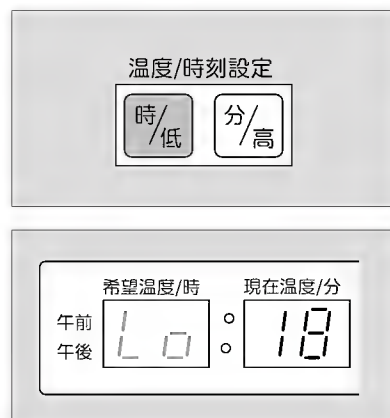 温度/時刻設定
時/低 分/高
希望温度/時 現在温度/分
午前
午後
Lo : 18